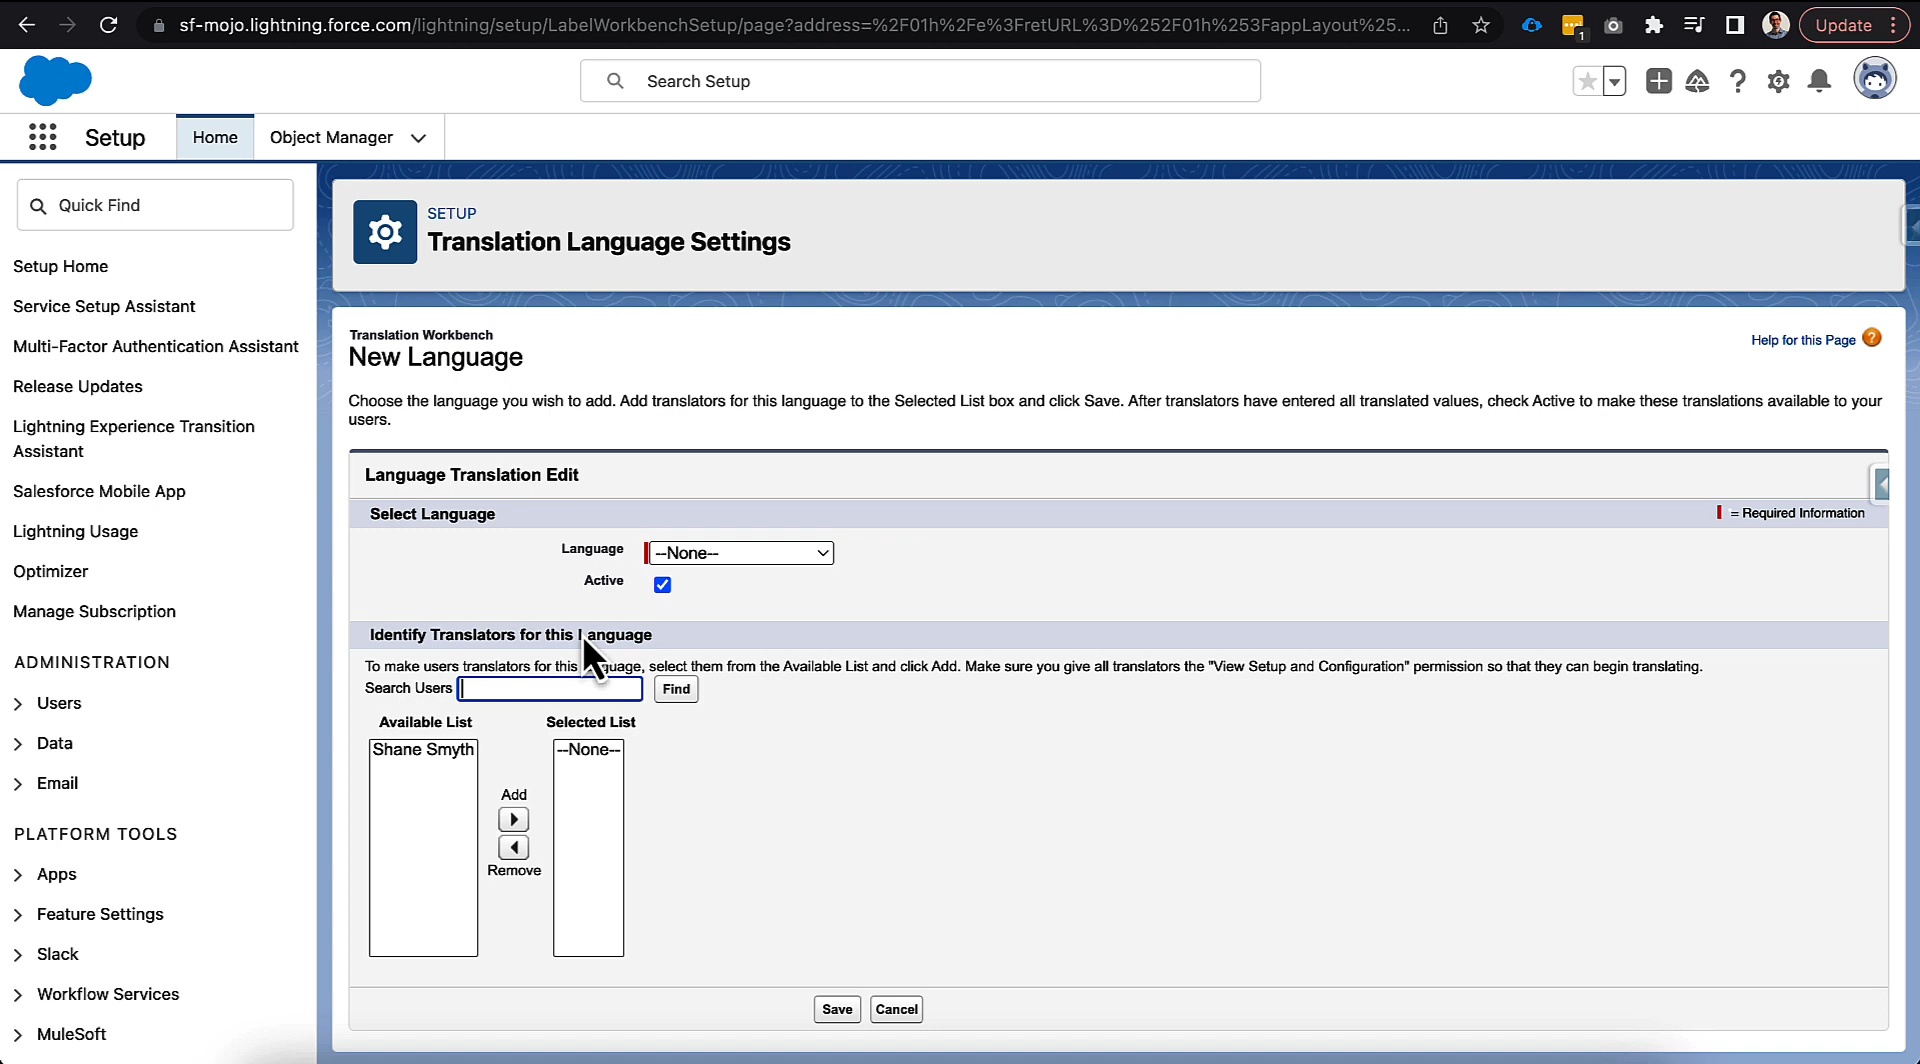 sf-mojo.lightning.force.com/lightning/setup/LabelWorkbenchSetup/page?address=%2F01h%2Fe%3FretURL%3D%252F01h%253FappLayout%25...
1
Update
Search Setup
Setup
Home
Object Manager
Quick Find
Setup Home
Service Setup Assistant
Multi-Factor Authentication Assistant
Release Updates
Lightning Experience Transition
Assistant
Salesforce Mobile App
Lightning Usage
Optimizer
Manage Subscription
ADMINISTRATION
Users
Data
Email
PLATFORM TOOLS
Apps
Feature Settings
Slack
Workflow Services
MuleSoft
SETUP
Translation Language Settings
Translation Workbench
New Language
Help for this Page ?
Choose the language you wish to add. Add translators for this language to the Selected List box and click Save. After translators have entered all translated values, check Active to make these translations available to your
users.
Language Translation Edit
Select Language
= Required Information
Language
--None--
Active
Identify Translators for this Language
To make users translators for this language, select them from the Available List and click Add. Make sure you give all translators the "View Setup and Configuration" permission so that they can begin translating.
Search Users
Find
Available List
Selected List
Shane Smyth
--None--
Add
Remove
Save
Cancel